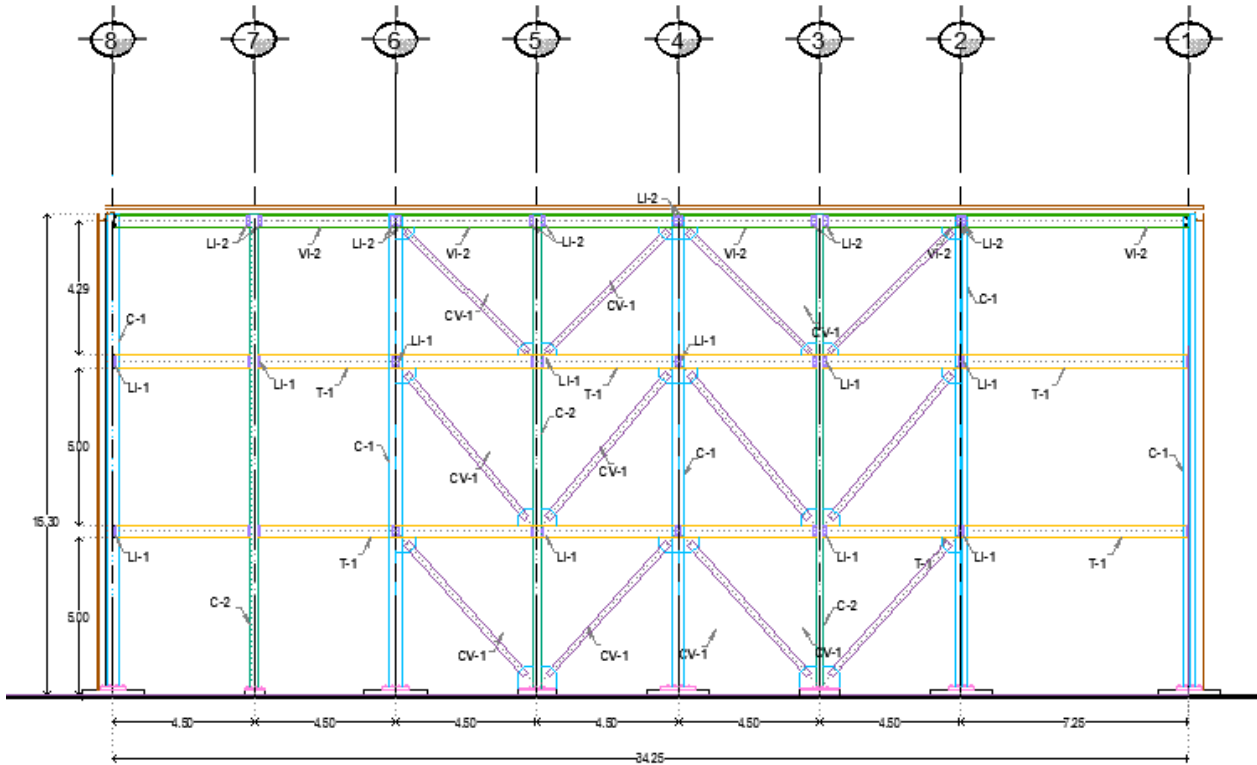 8 7 6 5 4 3 2 1
LI-2
LI-2 VI-2 LI-2 VI-2 LI-2 VI-2 LI-2 VI-2 LI-2 VI-2
4.29
C-1 CV-1 CV-1 CV-1 C-1
LI-1 LI-1
LI-1 LI-1 T-1 LI-1 T-1 LI-1 LI-1 T-1
C-2
5.00 C-1 CV-1 CV-1 C-1 C-1
15.30
LI-1 T-1 LI-1 LI-1 T-1 LI-1 T-1
5.00 C-2 C-2
CV-1 CV-1 CV-1 CV-1
4.50 4.50 4.50 4.50 4.50 4.50 7.25
34.25